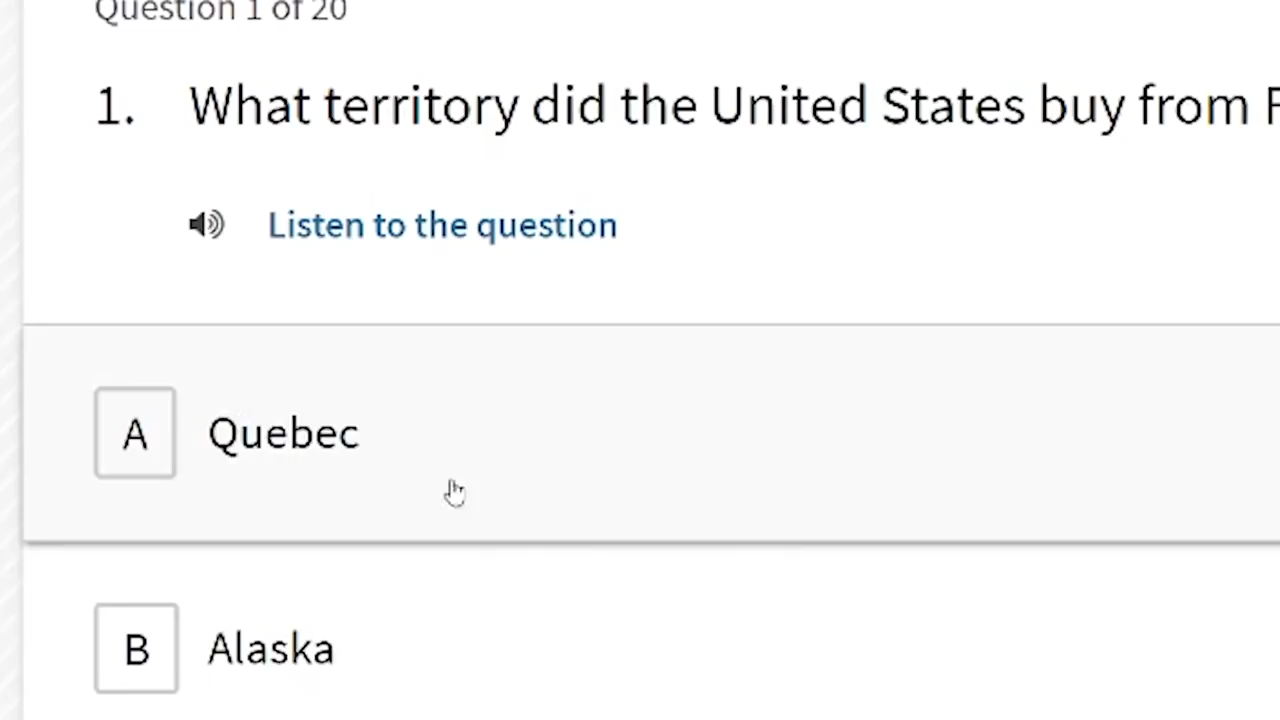 Question 1 of 20
1. What territory did the United States buy from F
Listen to the question
A Quebec
B Alaska